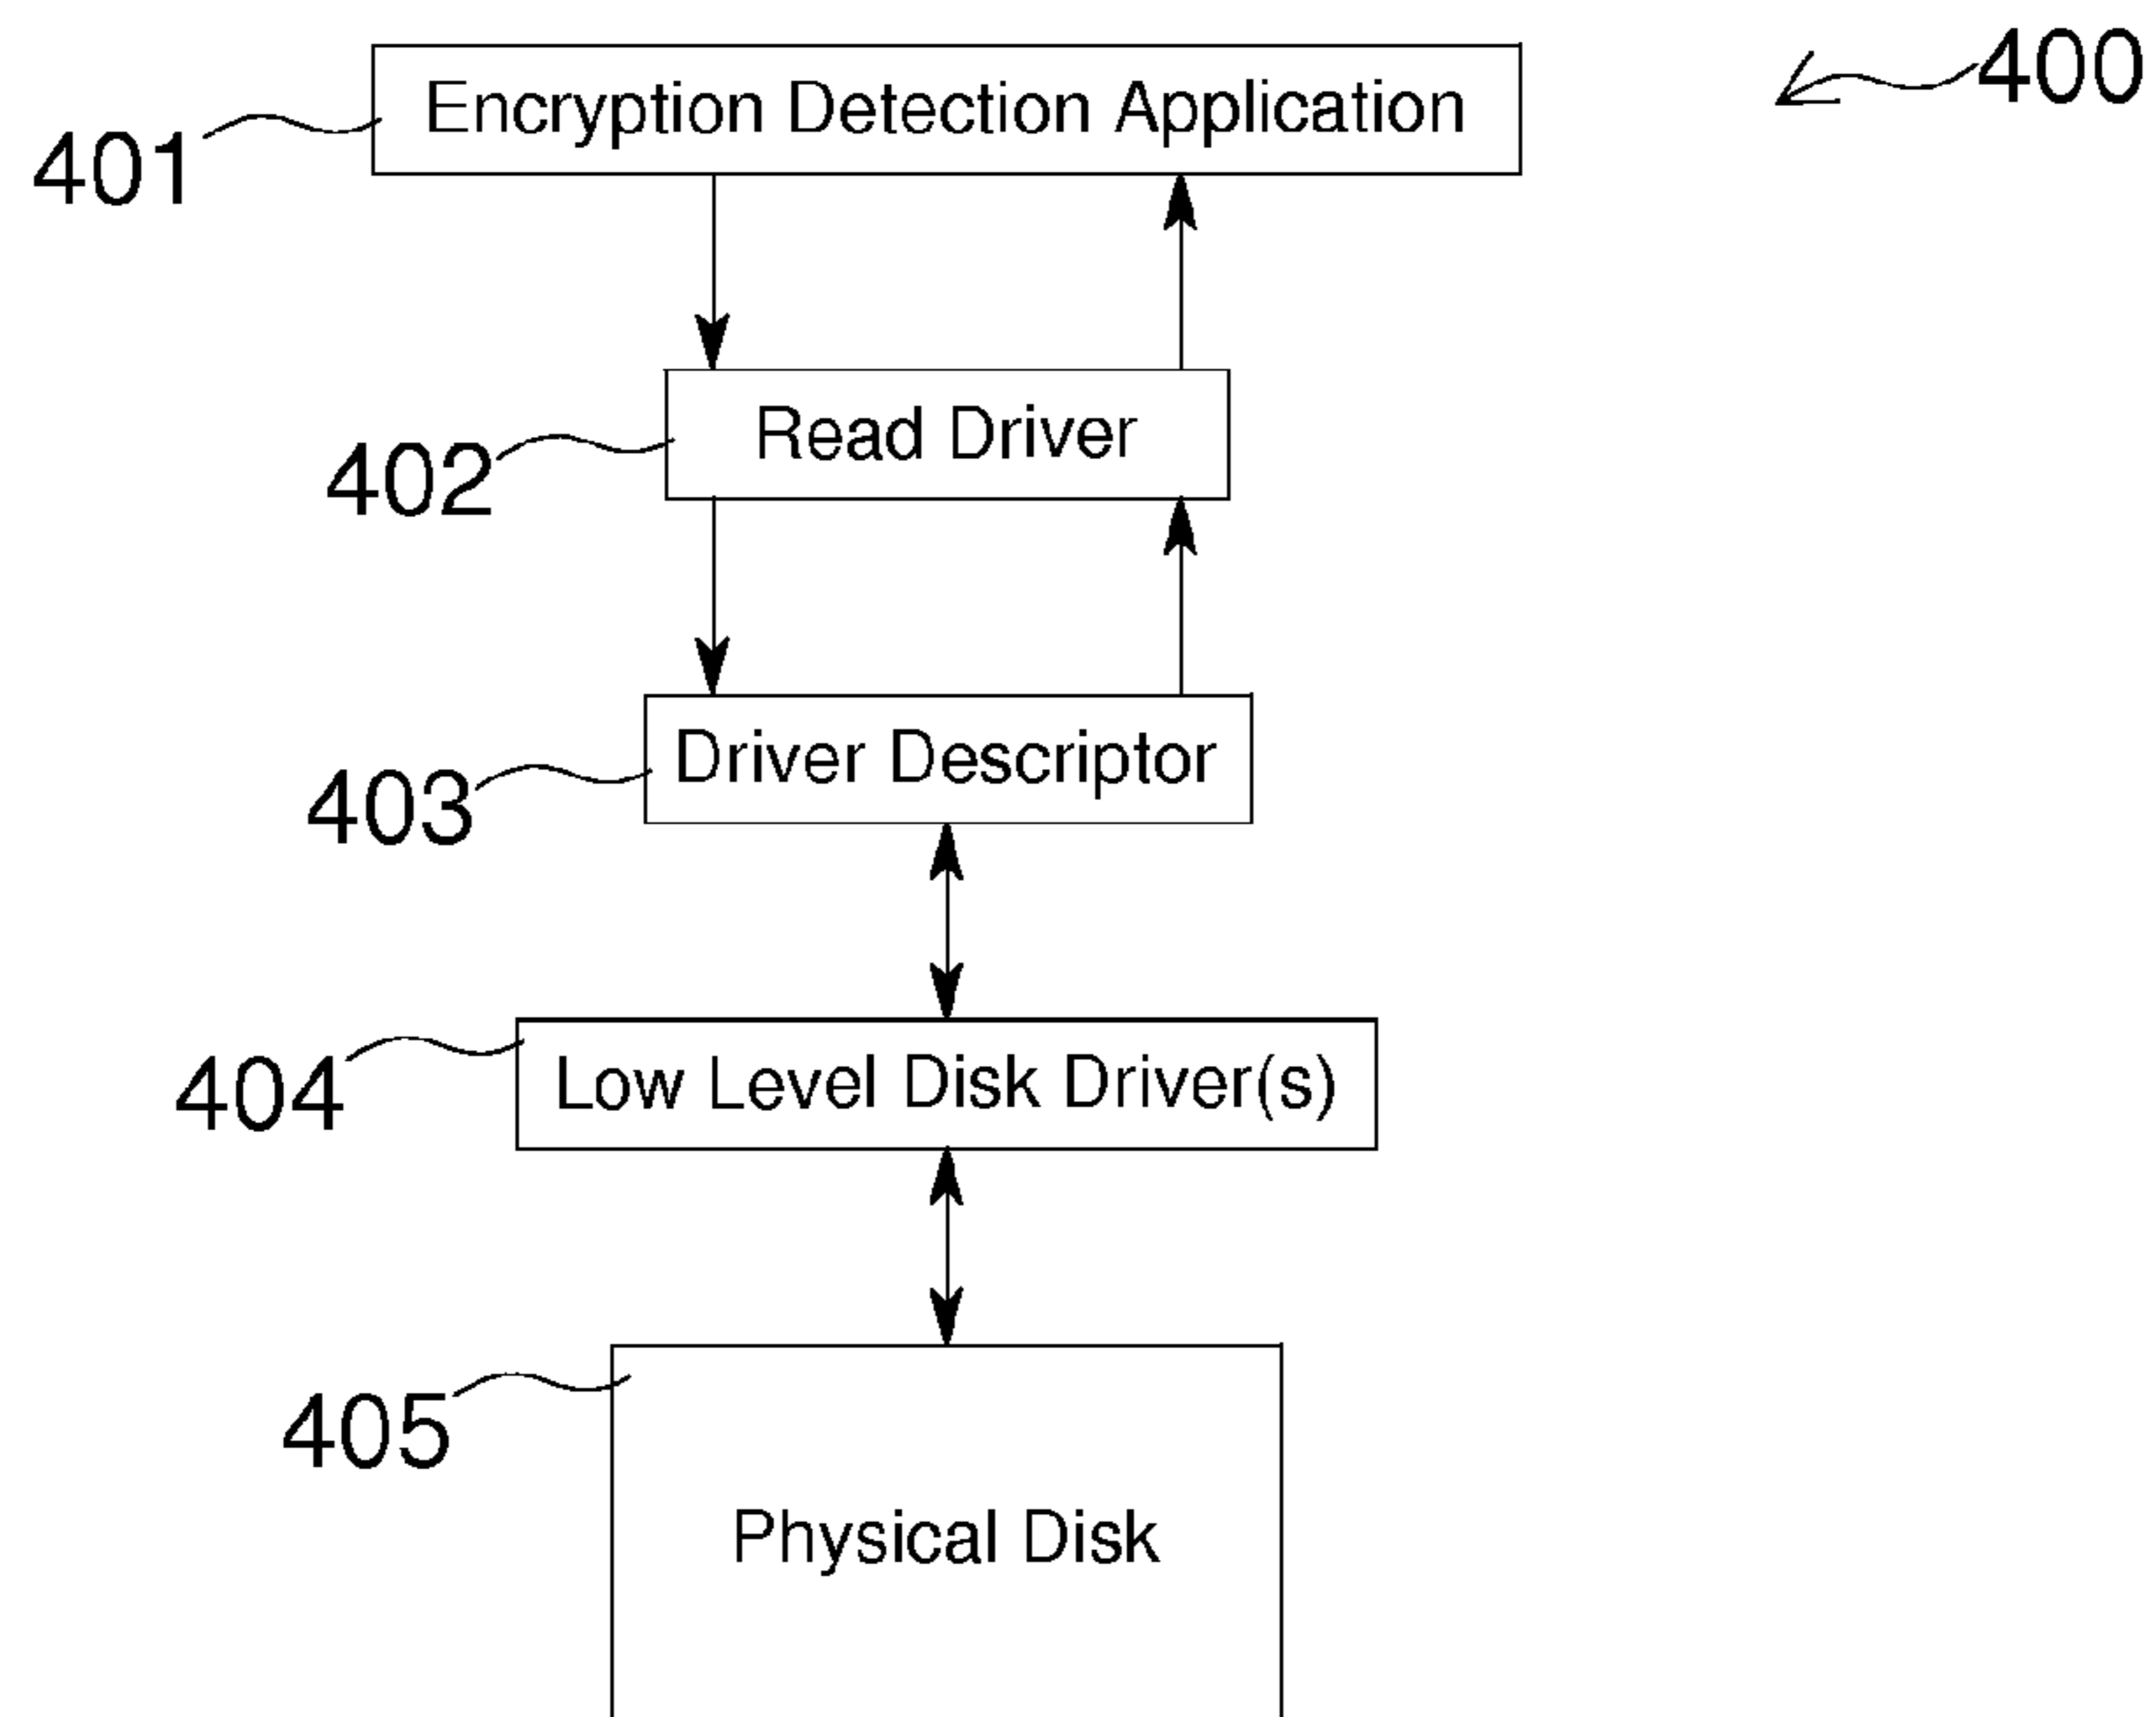 Encryption Detection Application
400
401
Read Driver
402
Driver Descriptor
403
Low Level Disk Driver(s)
404
405
Physical Disk